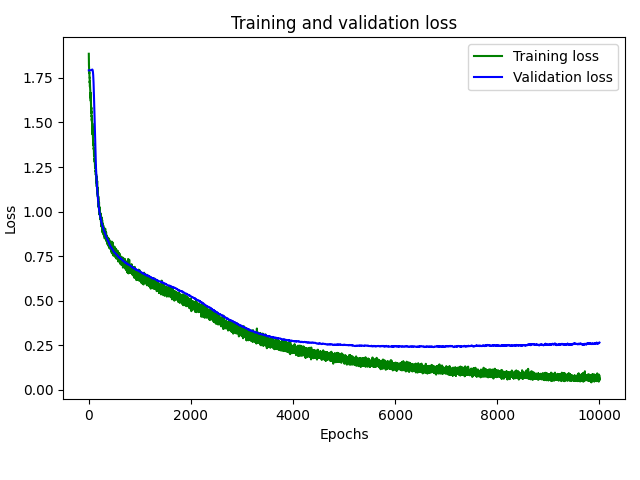 Training and validation loss
Training loss
Validation loss
1.75
1.50
1.25
1.00
0.75
0.50
0.25
0.00
Loss
0 2000 4000 6000 8000 10000
Epochs